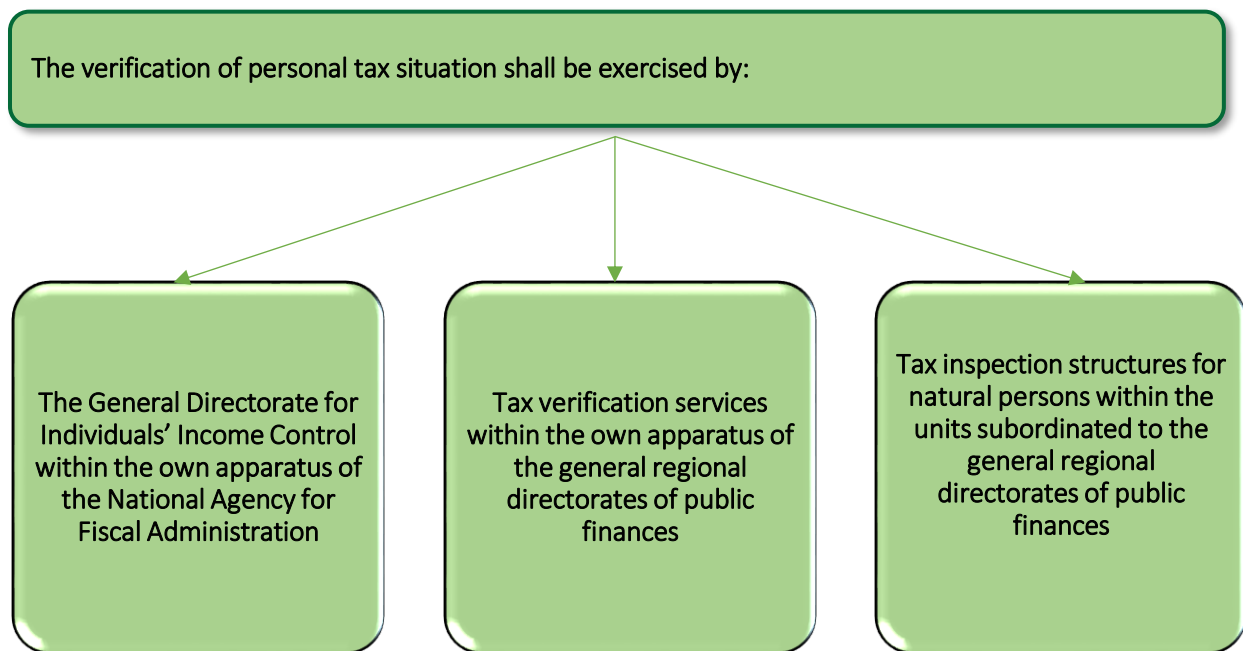 The verification of personal tax situation shall be exercised by:
The General Directorate for
Individuals’ Income Control
within the own apparatus of
the National Agency for
Fiscal Administration
Tax verification services
within the own apparatus of
the general regional
directorates of public
finances
Tax inspection structures for
natural persons within the
units subordinated to the
general regional
directorates of public
finances